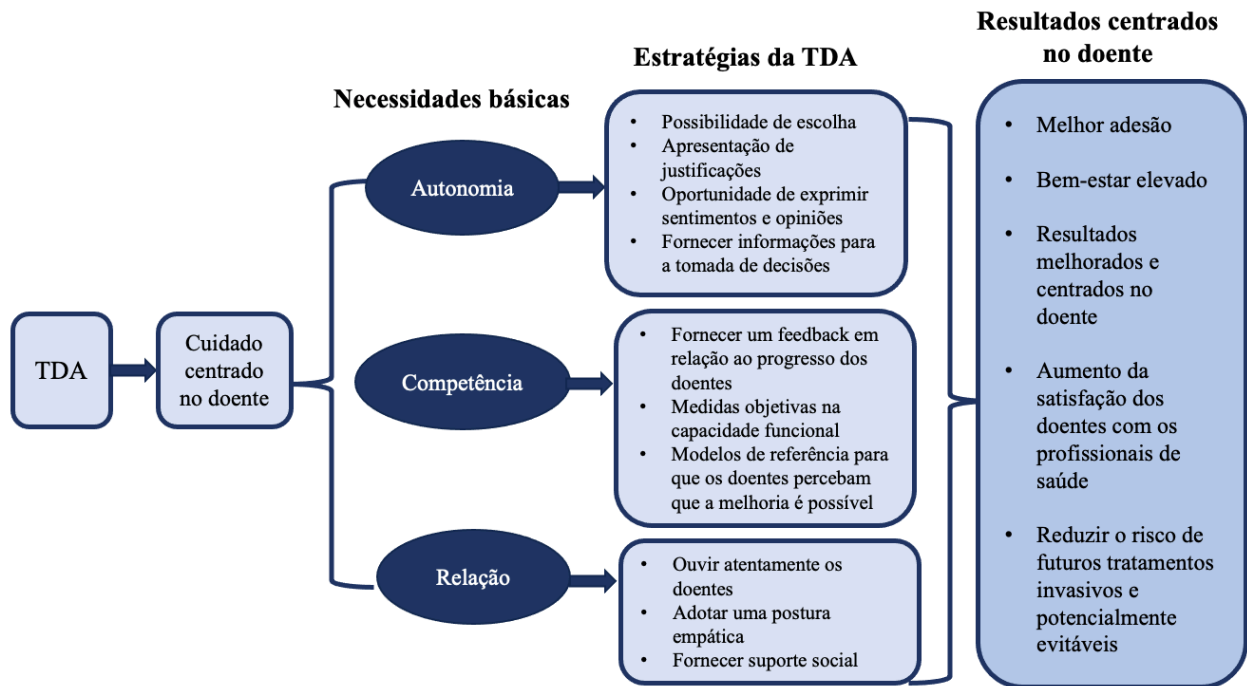 Resultados centrados
no doente
Estratégias da TDA
Necessidades básicas
TDA
Cuidado
centrado
no doente
Autonomia
• Possibilidade de escolha
• Apresentação de
justificações
• Oportunidade de exprimir
sentimentos e opiniões
• Fornecer informações para
a tomada de decisões
Competência
• Fornecer um feedback em
relação ao progresso dos
doentes
• Medidas objetivas na
capacidade funcional
• Modelos de referência para
que os doentes percebam
que a melhoria é possível
Relação
• Ouvir atentamente os
doentes
• Adotar uma postura
empática
• Fornecer suporte social
• Melhor adesão
• Bem-estar elevado
• Resultados
melhorados e
centrados no
doente
• Aumento da
satisfação dos
doentes com os
profissionais de
saúde
• Reduzir o risco de
futuros tratamentos
invasivos e
potencialmente
evitáveis